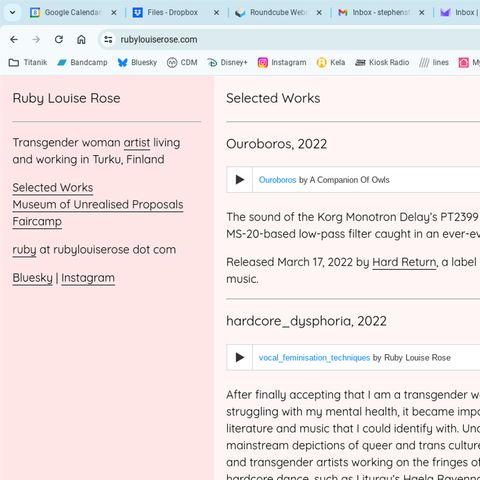 Google Calendar
Files - Dropbox
Roundcube Web
Inbox - stephens
Inbox |
rubylouiserose.com
Titanik
Bandcamp
Bluesky
CDM
Disney+
Instagram
Kela
Kiosk Radio
lines
Ruby Louise Rose
Transgender woman artist living
and working in Turku, Finland
Selected Works
Museum of Unrealised Proposals
Faircamp
ruby at rubylouiserose dot com
Bluesky | Instagram
Selected Works
Ouroboros, 2022
Ouroboros by A Companion Of Owls
The sound of the Korg Monotron Delay's PT2399
MS-20-based low-pass filter caught in an ever-ev
Released March 17, 2022 by Hard Return, a label
music.
hardcore_dysphoria, 2022
vocal_feminisation_techniques by Ruby Louise Rose
After finally accepting that I am a transgender w
struggling with my mental health, it became impo
literature and music that I could identify with. Un
mainstream depictions of queer and trans culture
and transgender artists working on the fringes of
hardcore dance, such as Liturgy's Haela Ravenna